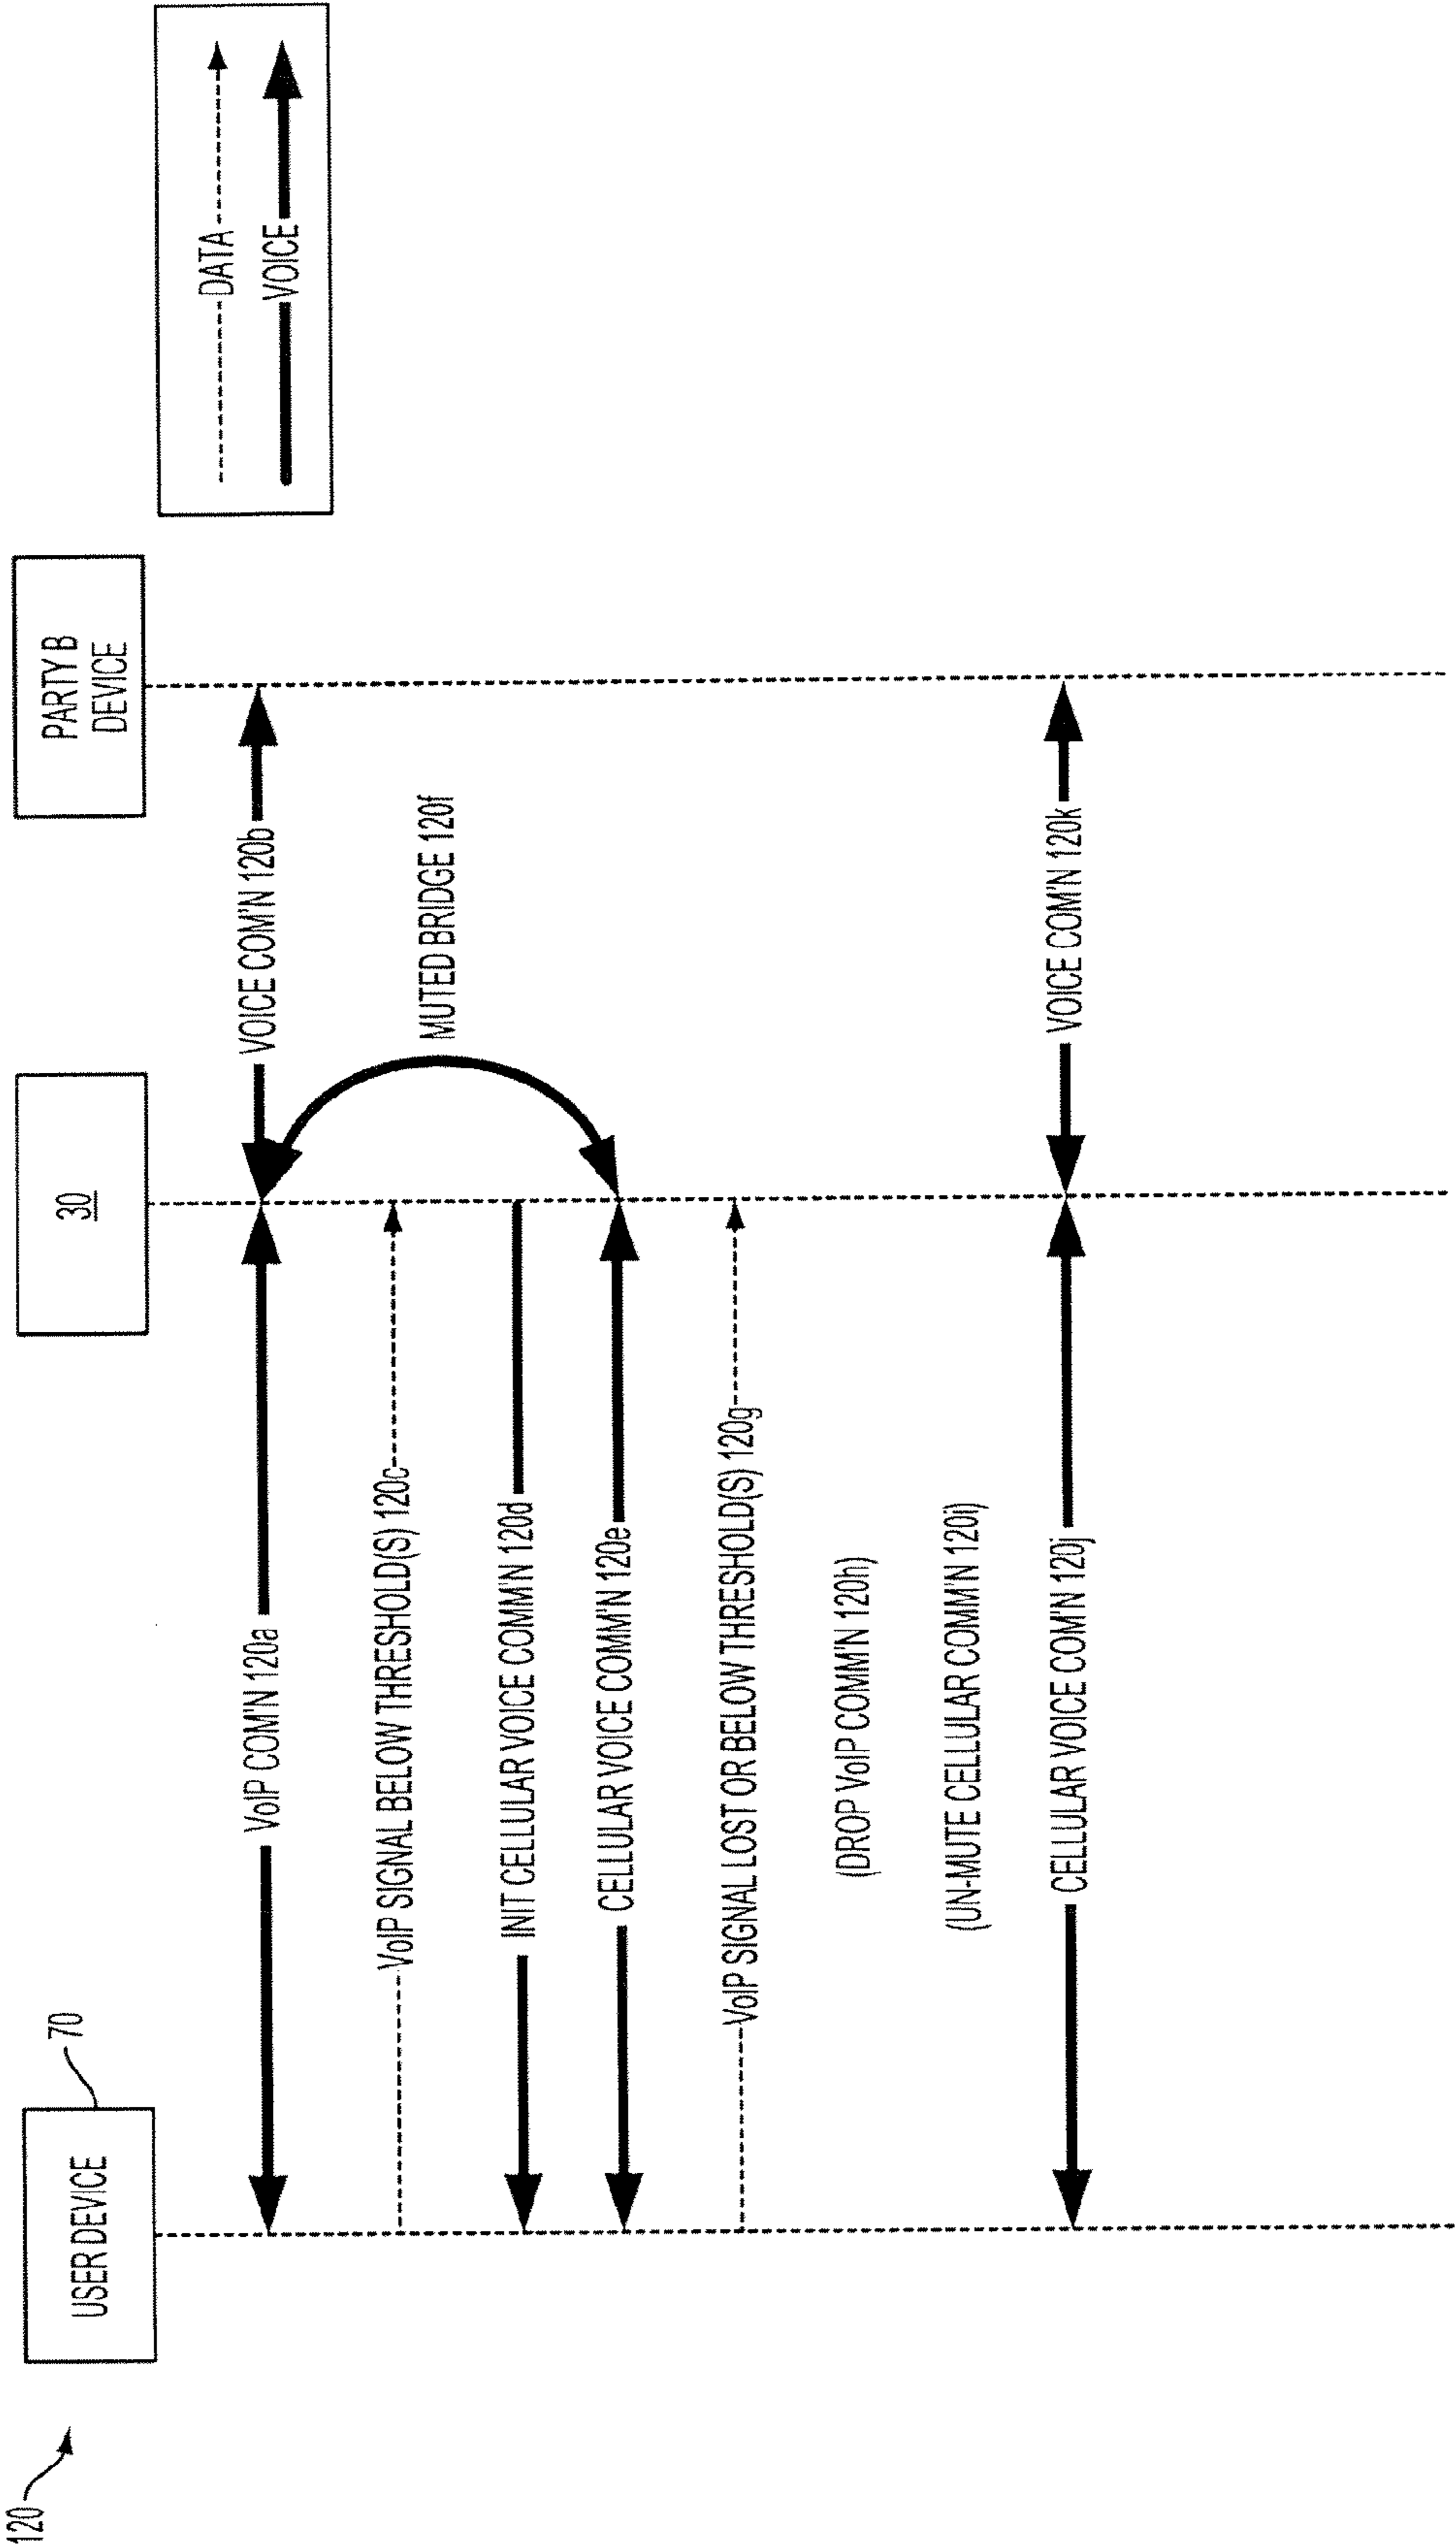 120
USER DEVICE
70
30
PARTY B
DEVICE
DATA
VOICE
VoIP COM'N 120a
VOICE COM'N 120b
VoIP SIGNAL BELOW THRESHOLD(S) 120c
MUTED BRIDGE 120f
INIT CELLULAR VOICE COMM'N 120d
CELLULAR VOICE COMM'N 120e
VoIP SIGNAL LOST OR BELOW THRESHOLD(S) 120g
(DROP VoIP COMM'N 120h)
(UN-MUTE CELLULAR COMM'N 120i)
CELLULAR VOICE COM'N 120j
VOICE COM'N 120k